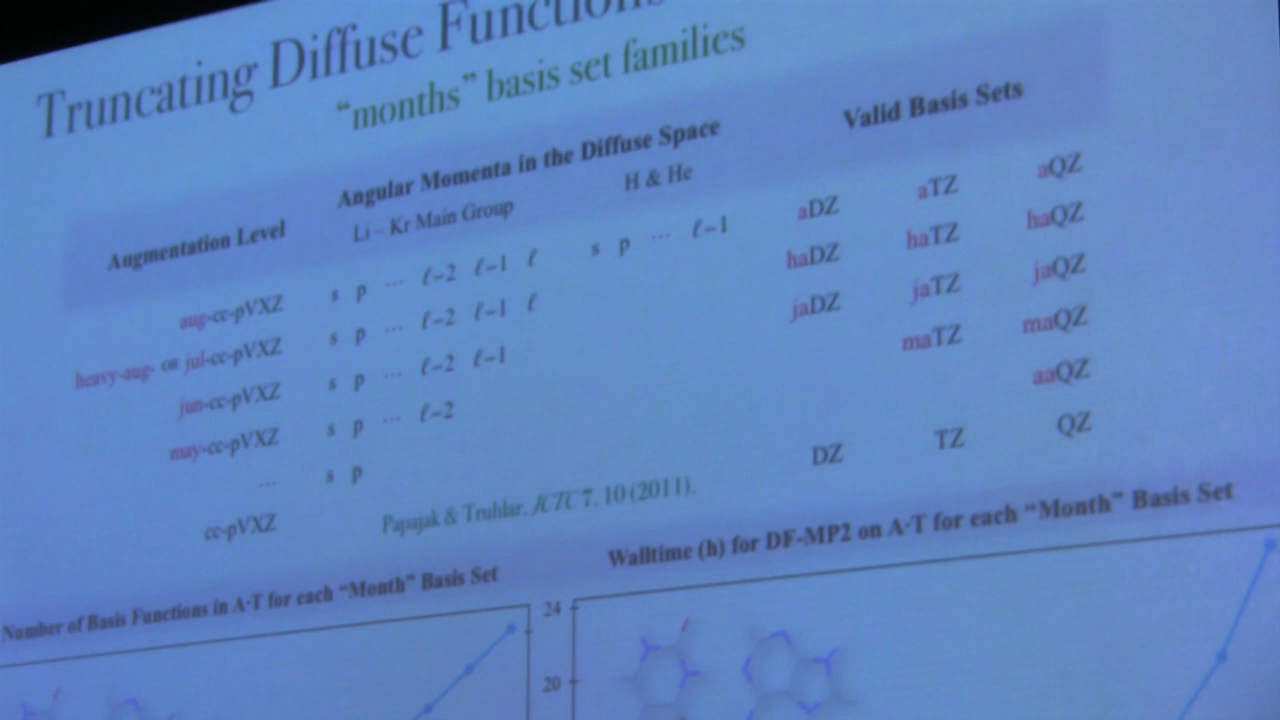 Truncating Diffuse Functions
"months" basis set families
Angular Momenta in the Diffuse Space Valid Basis Sets
Augmentation Level Li – Kr Main Group H & He
aug-cc-pVXZ s p ... ℓ–2 ℓ–1 ℓ s p ... ℓ–1 aDZ aTZ aQZ
heavy-aug- or jul-cc-pVXZ s p ... ℓ–2 ℓ–1 ℓ haDZ haTZ haQZ
jun-cc-pVXZ s p ... ℓ–2 ℓ–1 jaDZ jaTZ jaQZ
may-cc-pVXZ s p ... ℓ–2 maTZ maQZ
... s p aaQZ
cc-pVXZ DZ TZ QZ
Papajak & Truhlar, JCTC 7, 10 (2011).
Number of Basis Functions in A·T for each "Month" Basis Set
Walltime (h) for DF-MP2 on A·T for each "Month" Basis Set
24
20